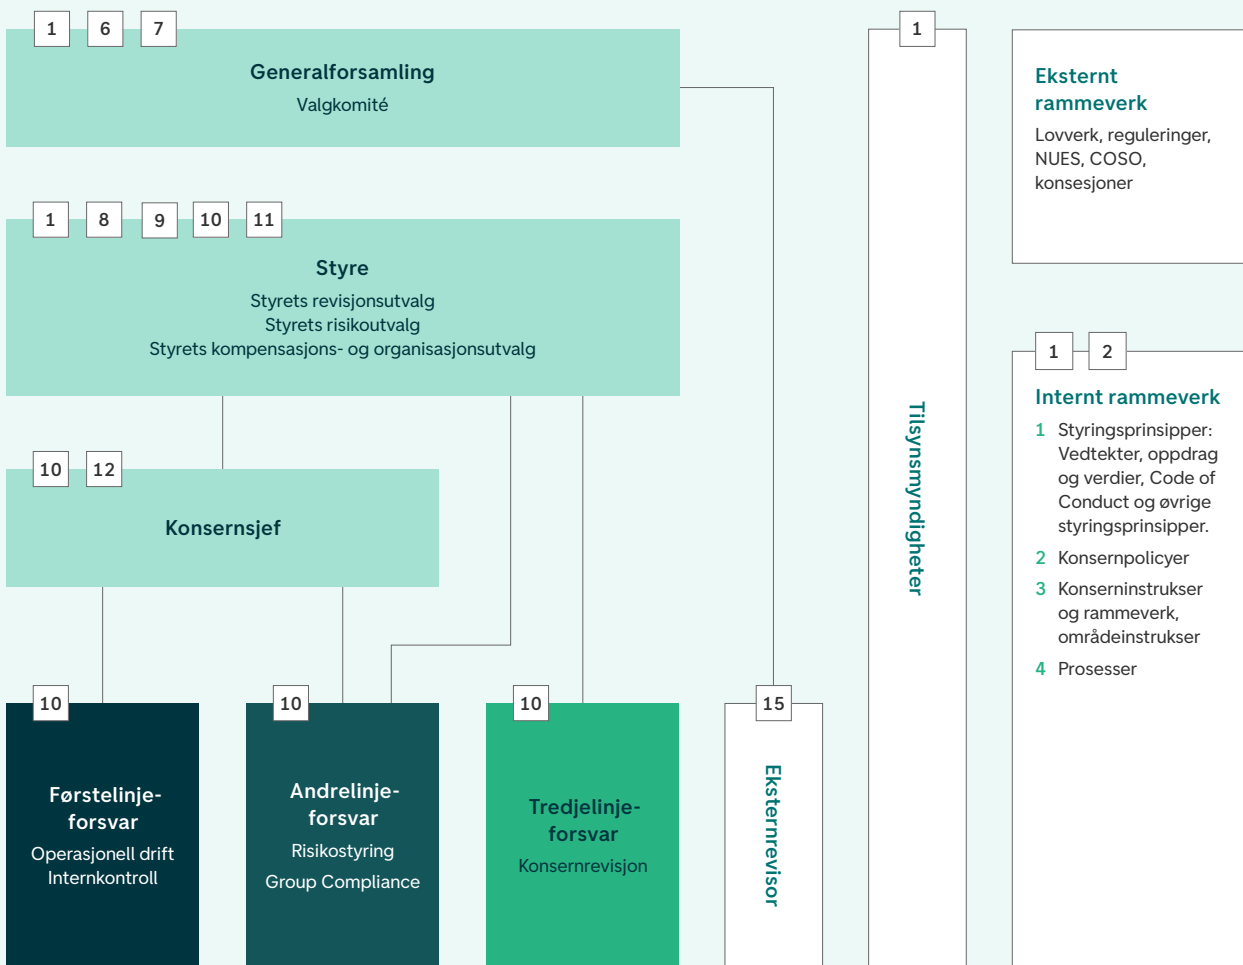 1 6 7
Generalforsamling
Valgkomité
1 8 9 10 11
Styre
Styrets revisjonsutvalg
Styrets risikoutvalg
Styrets kompensasjons- og organisasjonsutvalg
10 12
Konsernsjef
10
Førstelinje-
forsvar
Operasjonell drift
Internkontroll
10
Andrelinje-
forsvar
Risikostyring
Group Compliance
10
Tredjelinje-
forsvar
Konsernrevisjon
15
Eksternrevisor
1
Tilsynsmyndigheter
Eksternt
rammeverk
Lovverk, reguleringer,
NUES, COSO,
konsesjoner
1 2
Internt rammeverk
1 Styringsprinsipper:
Vedtekter, oppdrag
og verdier, Code of
Conduct og øvrige
styringsprinsipper.
2 Konsernpolicyer
3 Konserninstrukser
og rammeverk,
områdeinstrukser
4 Prosesser